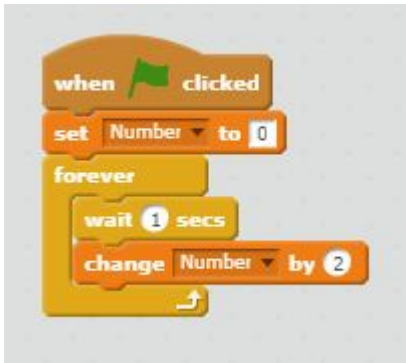 when clicked
set Number to 0
forever
wait 1 secs
change Number by 2